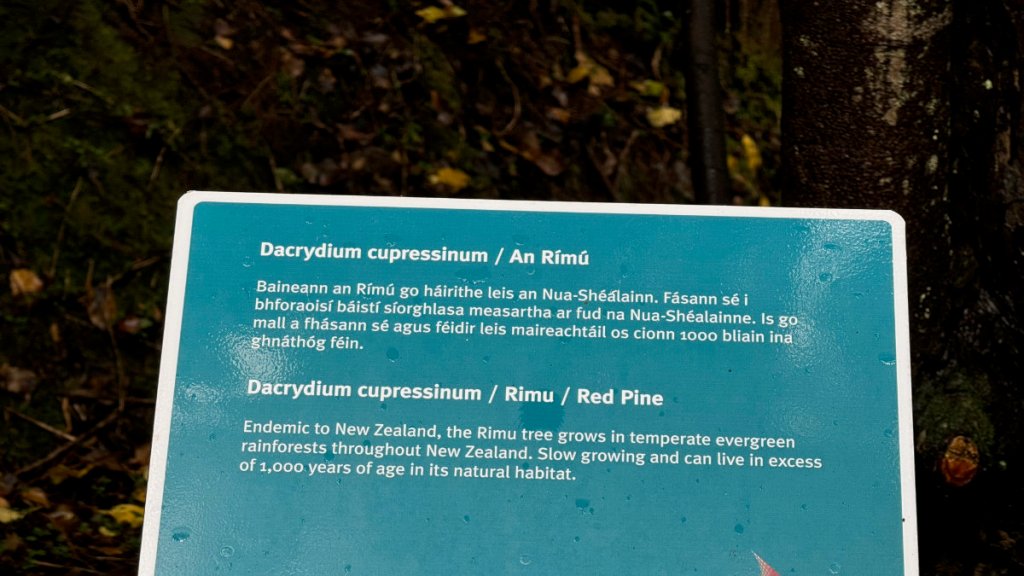 Dacrydium cupressinum / An Rímú
Baineann an Rímú go háirithe leis an Nua-Shéalainn. Fásann sé i
bhforaoisí báistí síorghlasa measartha ar fud na Nua-Shéalainne. Is go
mall a fhásann sé agus féidir leis maireachtáil os cionn 1000 bliain ina
ghnáthóg féin.
Dacrydium cupressinum / Rimu / Red Pine
Endemic to New Zealand, the Rimu tree grows in temperate evergreen
rainforests throughout New Zealand. Slow growing and can live in excess
of 1,000 years of age in its natural habitat.